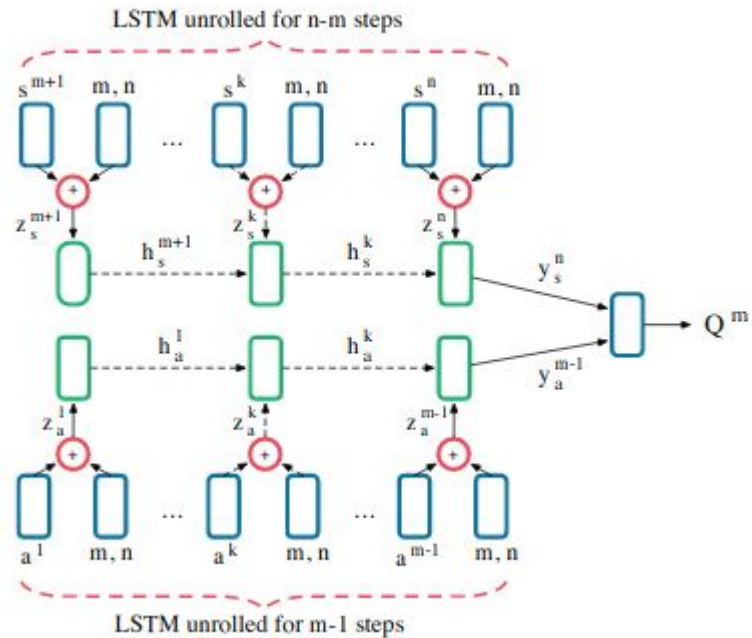 LSTM unrolled for n-m steps
s^{m+1} m, n s^k m, n s^n m, n
... ...
+ + +
z_s^{m+1} z_s^k z_s^n
h_s^{m+1} h_s^k y_s^n
Q^m
h_a^1 h_a^k y_a^{m-1}
z_a^1 z_a^k z_a^{m-1}
+ + +
... ...
a^1 m, n a^k m, n a^{m-1} m, n
LSTM unrolled for m-1 steps